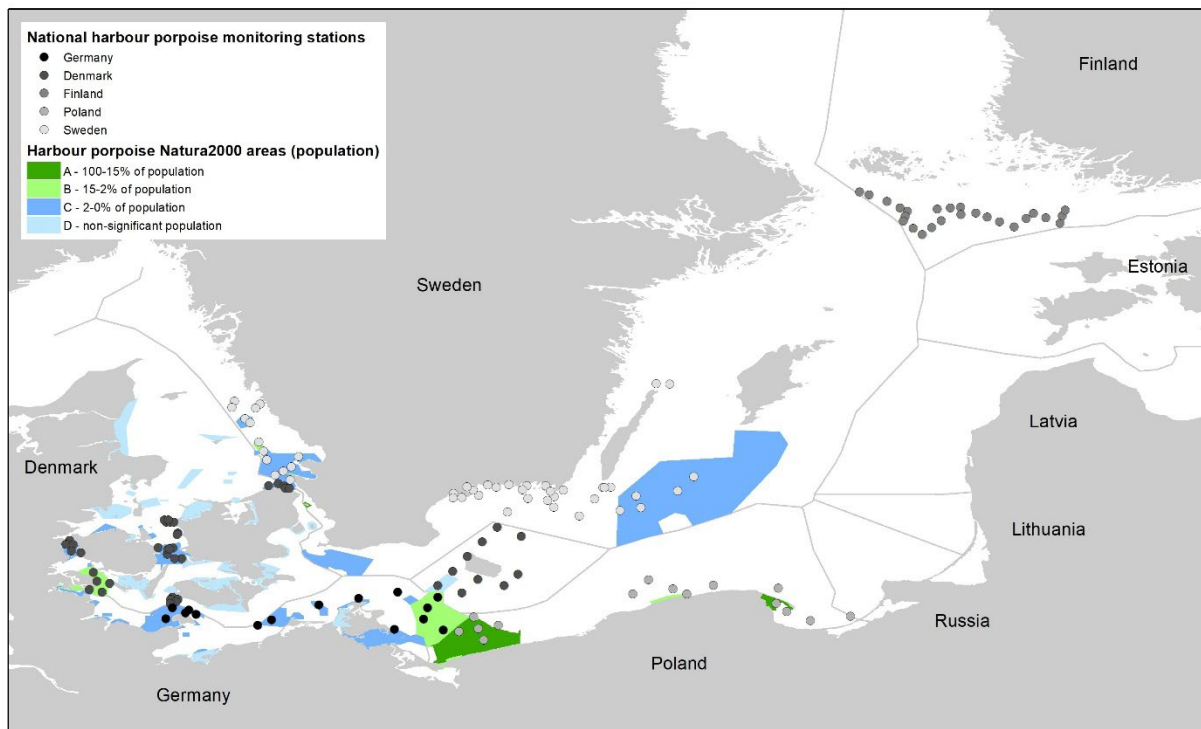 National harbour porpoise monitoring stations
Germany
Denmark
Finland
Poland
Sweden
Harbour porpoise Natura2000 areas (population)
A - 100-15% of population
B - 15-2% of population
C - 2-0% of population
D - non-significant population
Finland
Estonia
Sweden
Latvia
Denmark
Lithuania
Russia
Poland
Germany